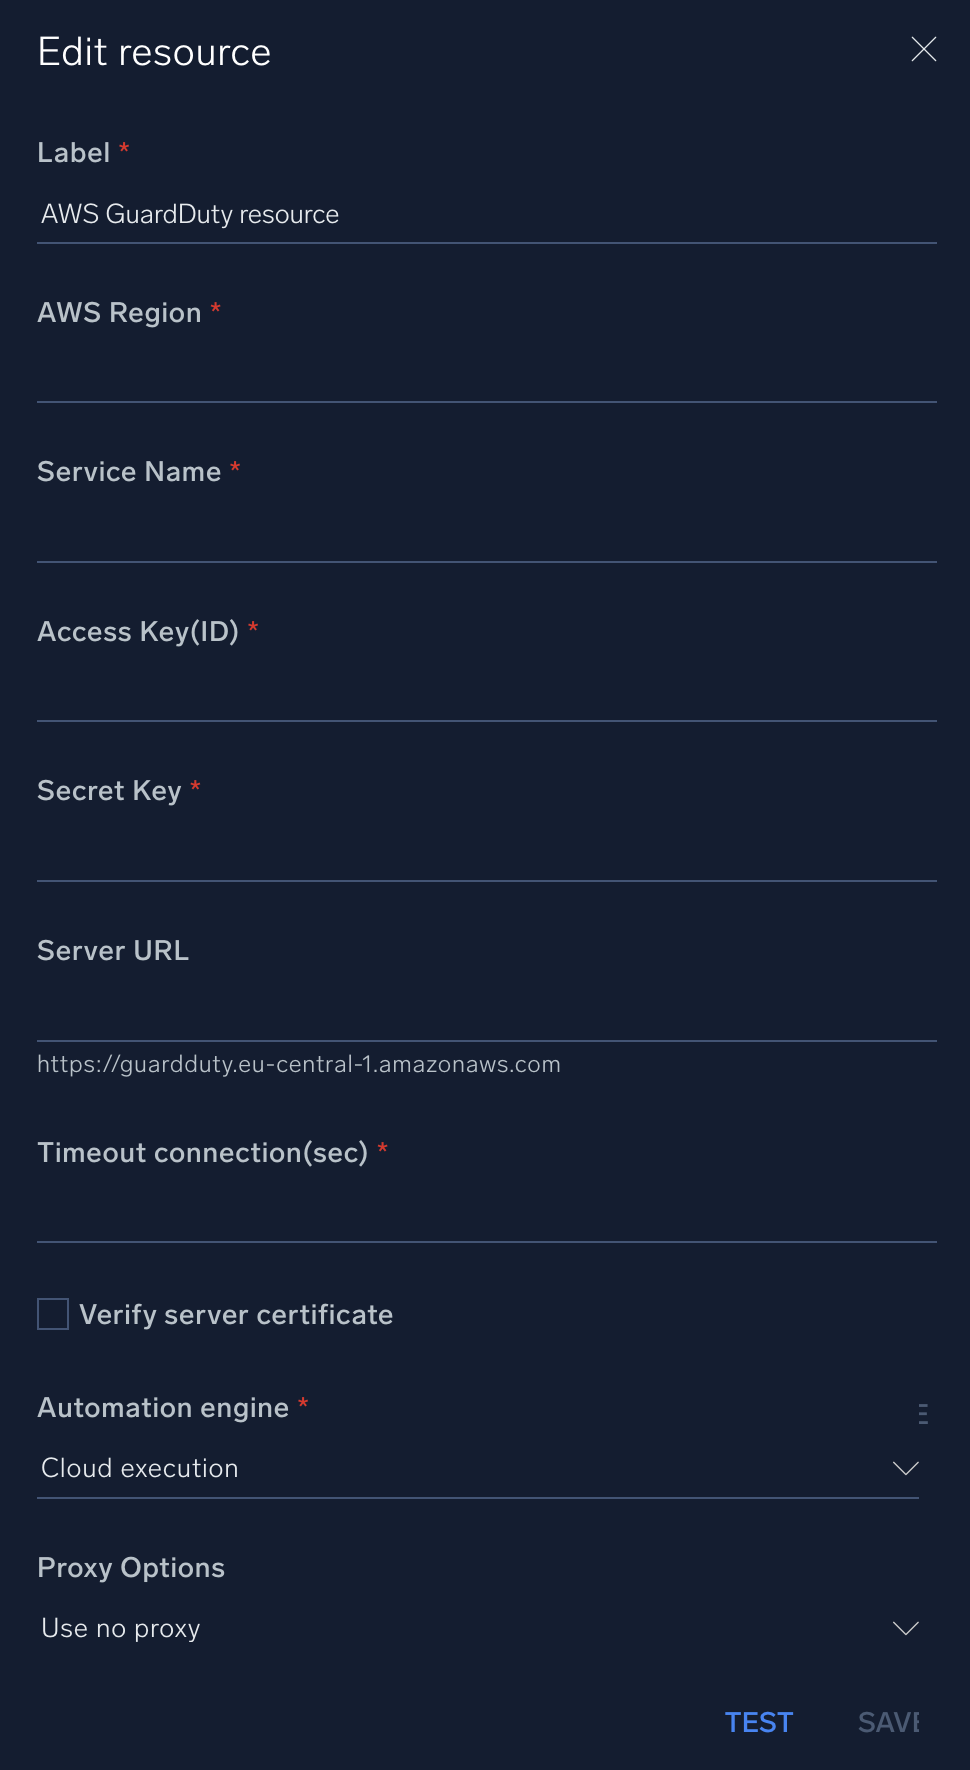 Edit resource
Label *
AWS GuardDuty resource
AWS Region *
Service Name *
Access Key(ID) *
Secret Key *
Server URL
https://guardduty.eu-central-1.amazonaws.com
Timeout connection(sec) *
Verify server certificate
Automation engine *
Cloud execution
Proxy Options
Use no proxy
TEST SAVE